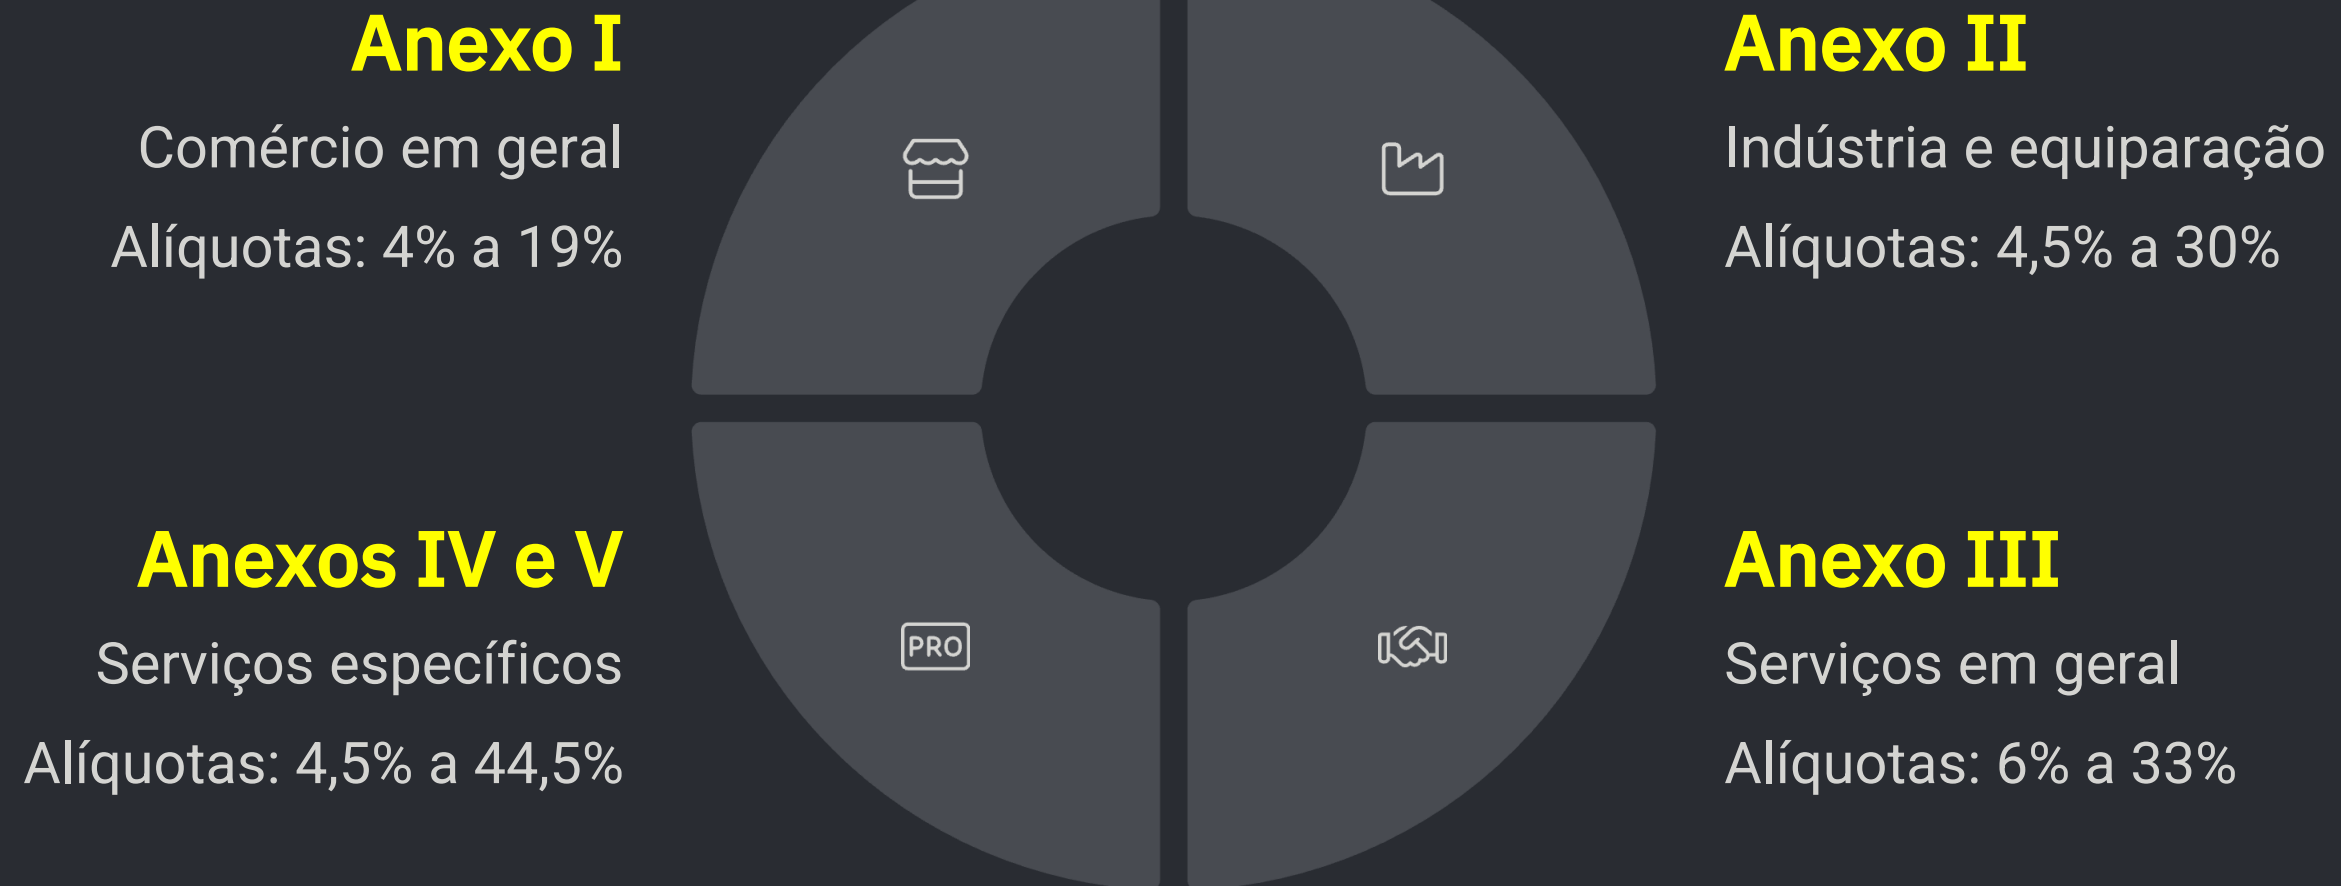 Anexo I
Comércio em geral
Alíquotas: 4% a 19%
Anexo II
Indústria e equiparação
Alíquotas: 4,5% a 30%
Anexos IV e V
Serviços específicos
Alíquotas: 4,5% a 44,5%
PRO
Anexo III
Serviços em geral
Alíquotas: 6% a 33%